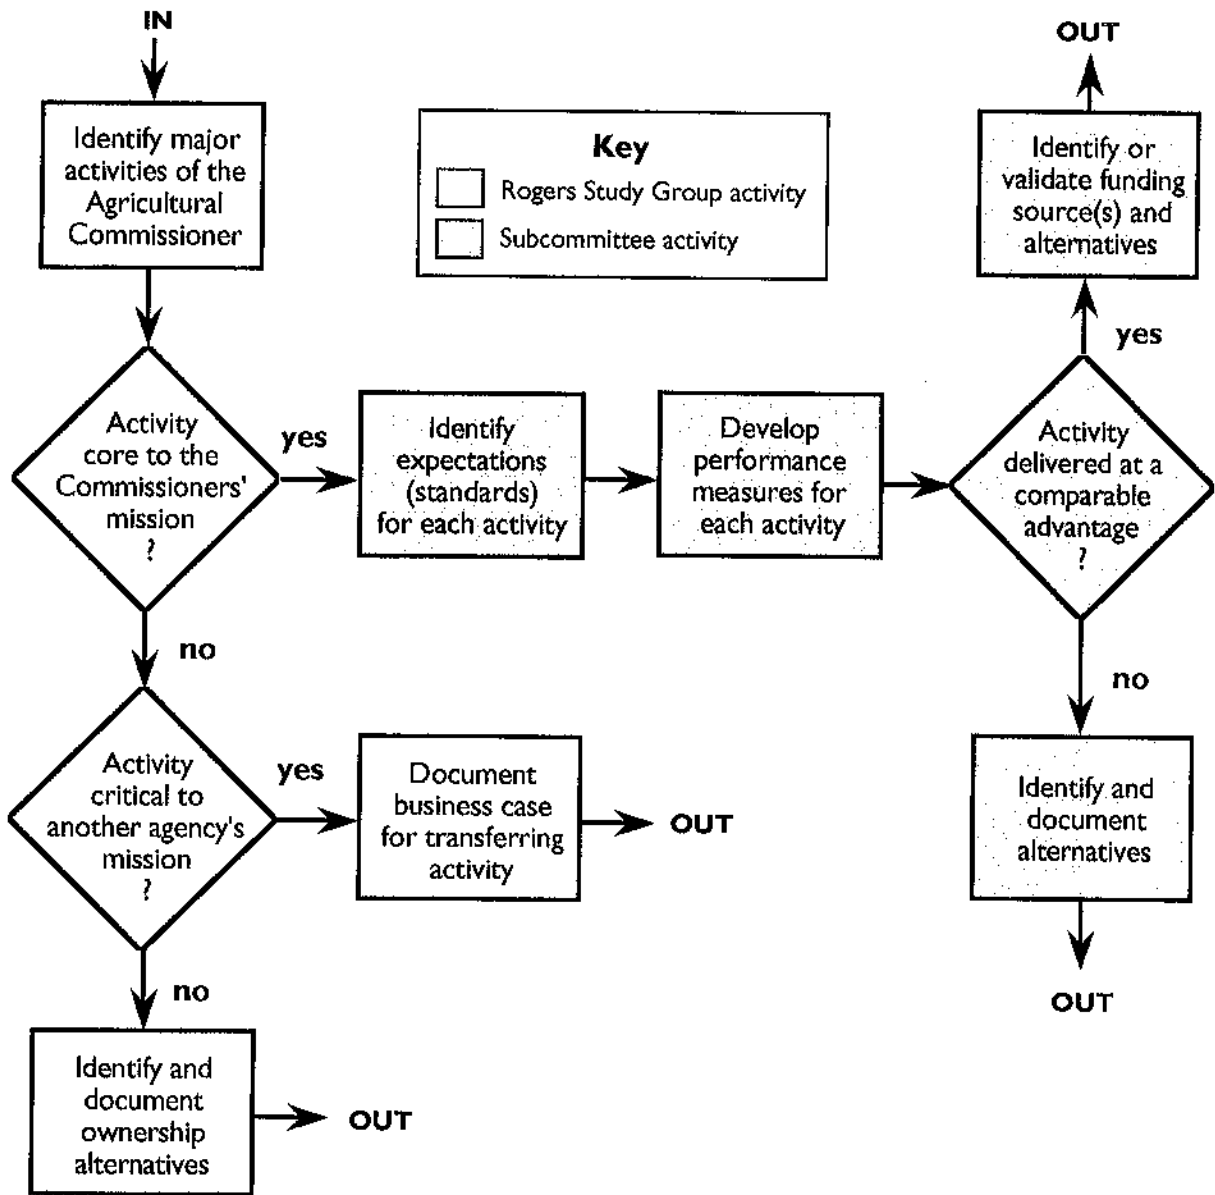 IN
Identify major
activities of the
Agricultural
Commissioner
Key
Rogers Study Group activity
Subcommittee activity
OUT
Identify or
validate funding
source(s) and
alternatives
yes
Activity
core to the
Commissioners'
mission
?
yes
Identify
expectations
(standards)
for each activity
Develop
performance
measures for
each activity
Activity
delivered at a
comparable
advantage
?
no
no
Activity
critical to
another agency's
mission
?
yes
Document
business case
for transferring
activity
OUT
Identify and
document
alternatives
OUT
no
Identify and
document
ownership
alternatives
OUT